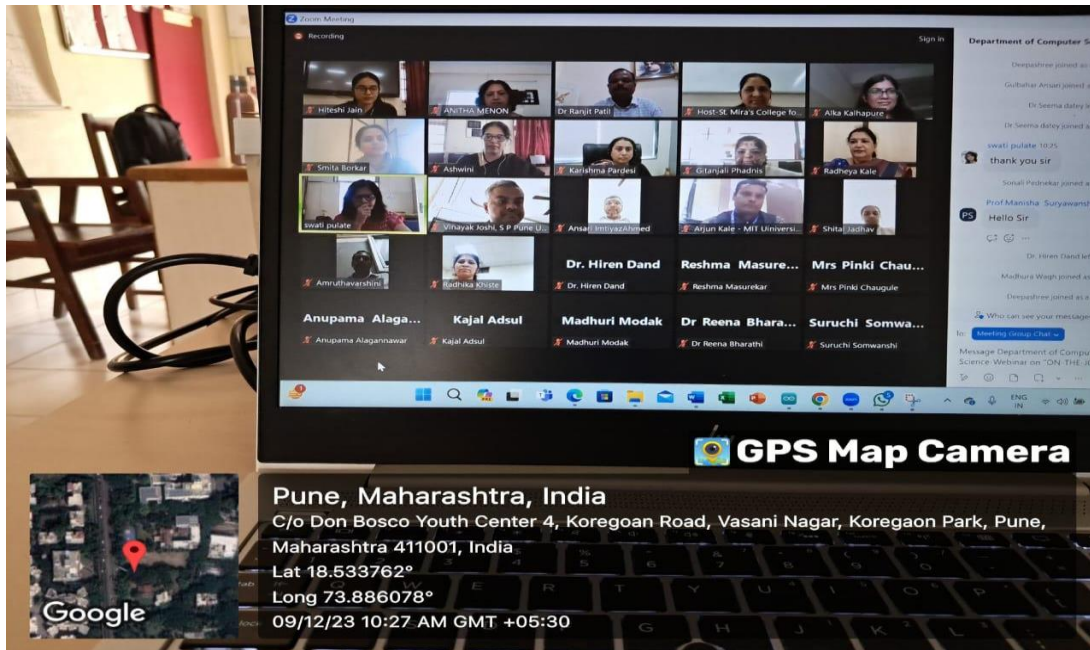 Zoom Meeting
Recording
Sign in
Hiteshi Jain
ANITHA MENON
Dr Ranjit Patil
Host-St. Mira's College fo...
Alka Kalhapure
Smita Borkar
Ashwini
Karishma Pardesi
Gitanjali Phadnis
Radheya Kale
swati pulate
Vinayak Joshi, S P Pune U...
Ansari ImtiyazAhmed
Arjun Kale - MIT Uiniversi...
Shital Jadhav
Amruthavarshini
Radhika Khiste
Dr. Hiren Dand
Dr. Hiren Dand
Reshma Masure...
Reshma Masurekar
Mrs Pinki Chau...
Mrs Pinki Chaugule
Anupama Alaga...
Anupama Alagannawar
Kajal Adsul
Kajal Adsul
Madhuri Modak
Madhuri Modak
Dr Reena Bhara...
Dr Reena Bharathi
Suruchi Somwa...
Suruchi Somwanshi
Department of Computer S
Deepashree joined as
Gulbahar Ansari joined a
Dr Seema datey joined a
swati pulate 10:25
thank you sir
Sonali Pednekar joined a
Prof.Manisha Suryawansh
PS
Hello Sir
Dr. Hiren Dand left
Madhura Wagh joined as
Deepashree joined as a
Who can see your message
To: Meeting Group Chat
Message Department of Compu
Science Webinar on "ON THE-J
ENG
IN
GPS Map Camera
Pune, Maharashtra, India
C/o Don Bosco Youth Center 4, Koregoan Road, Vasani Nagar, Koregaon Park, Pune,
Maharashtra 411001, India
Lat 18.533762°
Long 73.886078°
09/12/23 10:27 AM GMT +05:30
Google